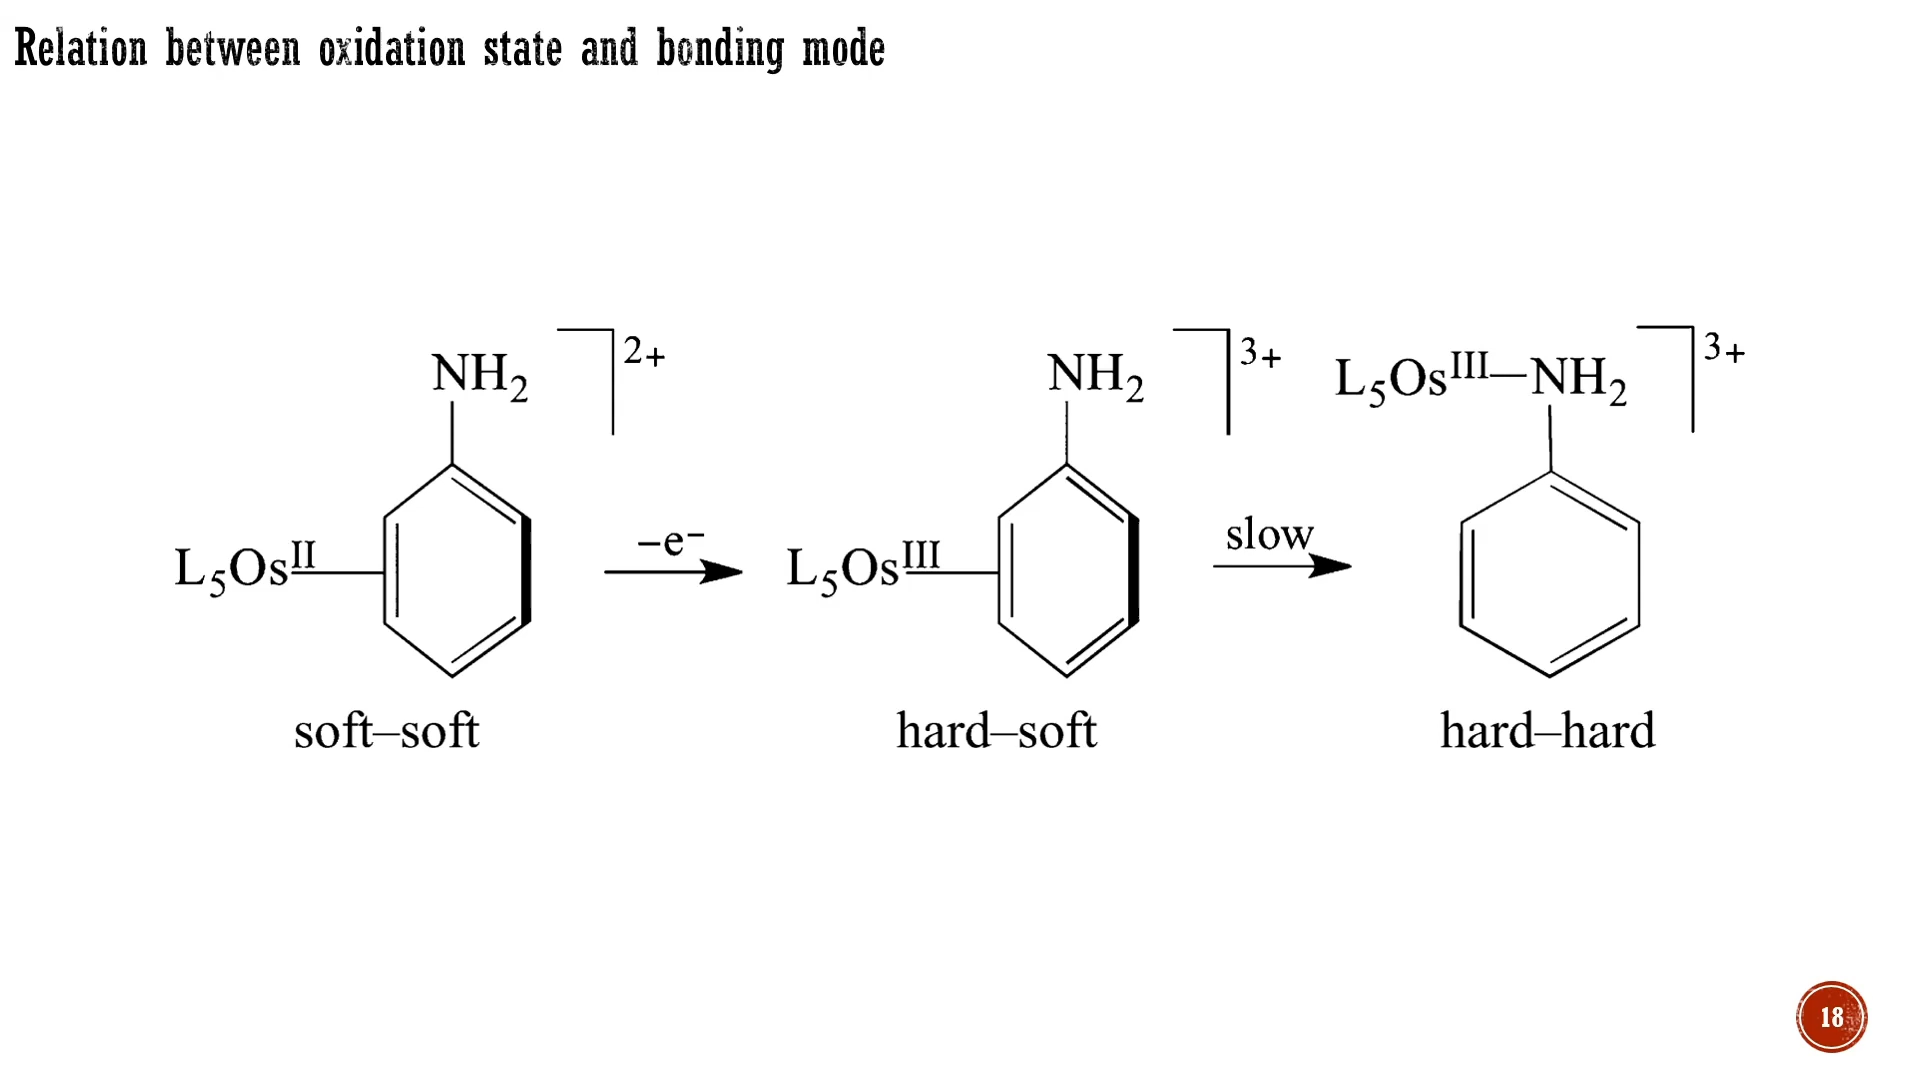 Relation between oxidation state and bonding mode
NH₂ 2+
L₅Osᴵᴵ
−e⁻
NH₂ 3+
L₅Osᴵᴵᴵ
slow
L₅Osᴵᴵᴵ—NH₂ 3+
soft–soft
hard–soft
hard–hard
18